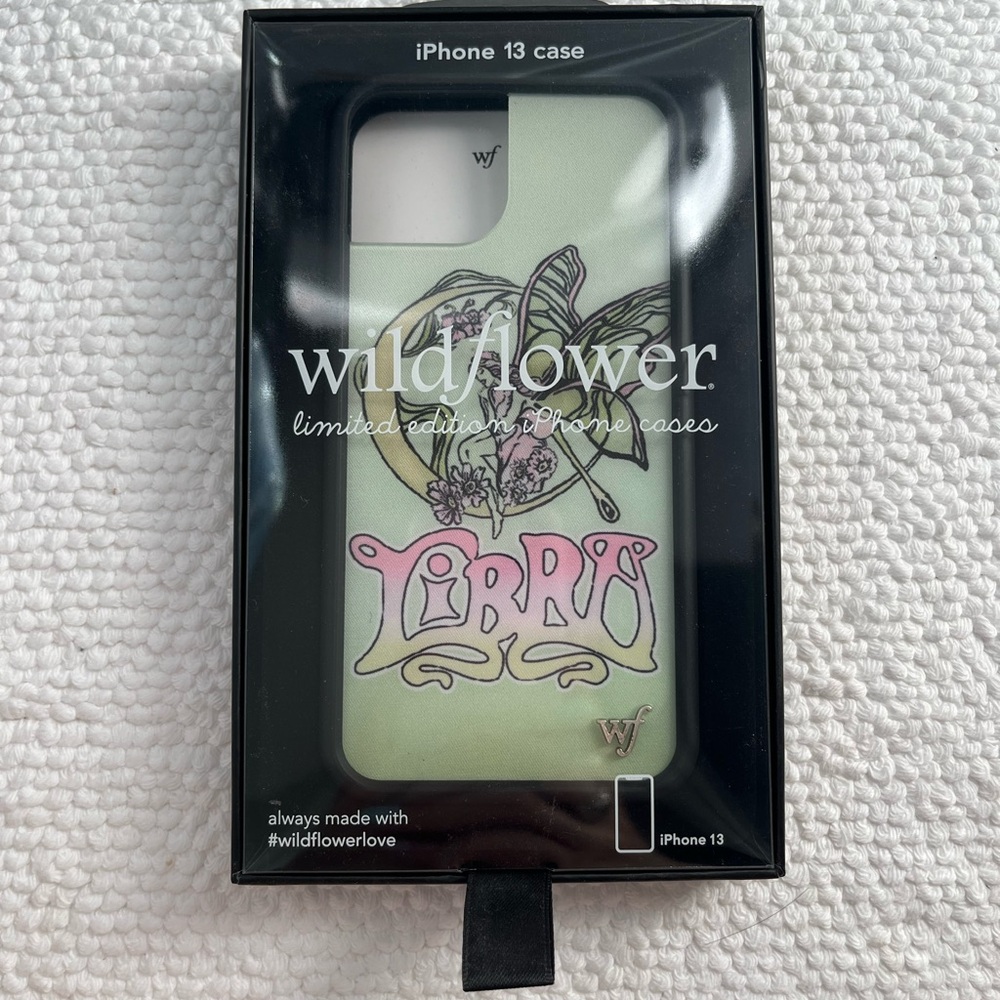 iPhone 13 case
wf
wildflower®
limited edition iPhone cases
LiBRA
wf
always made with
#wildflowerlove
iPhone 13